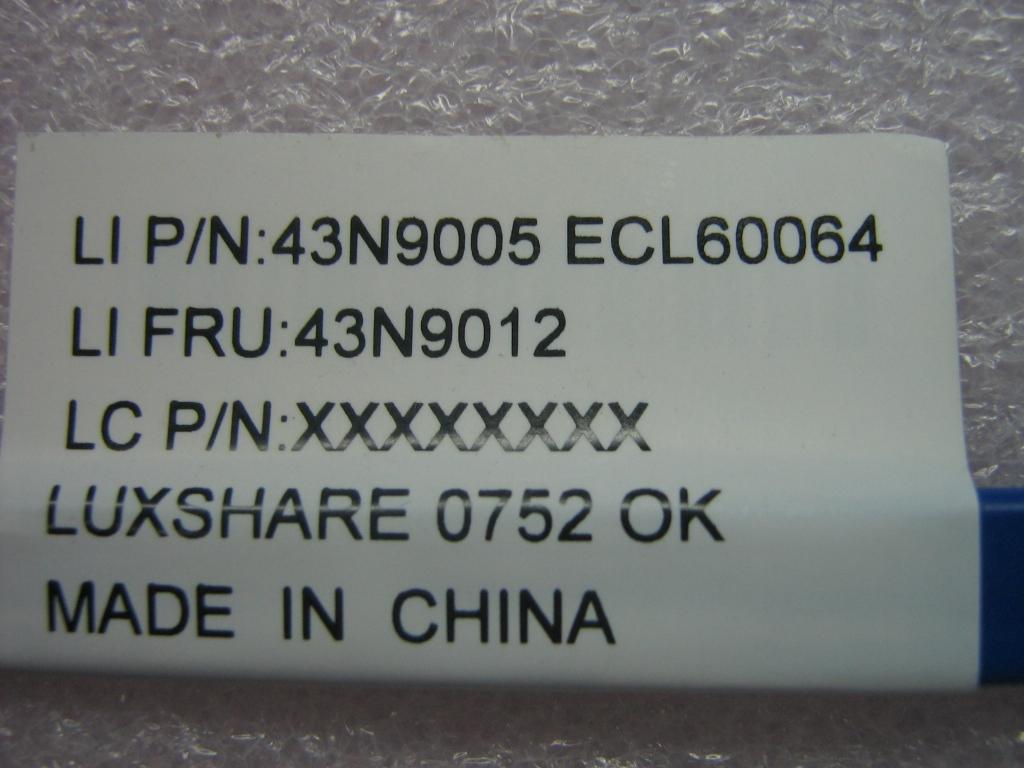 LI P/N:43N9005 ECL60064
LI FRU:43N9012
LC P/N:XXXXXXXX
LUXSHARE 0752 OK
MADE IN CHINA